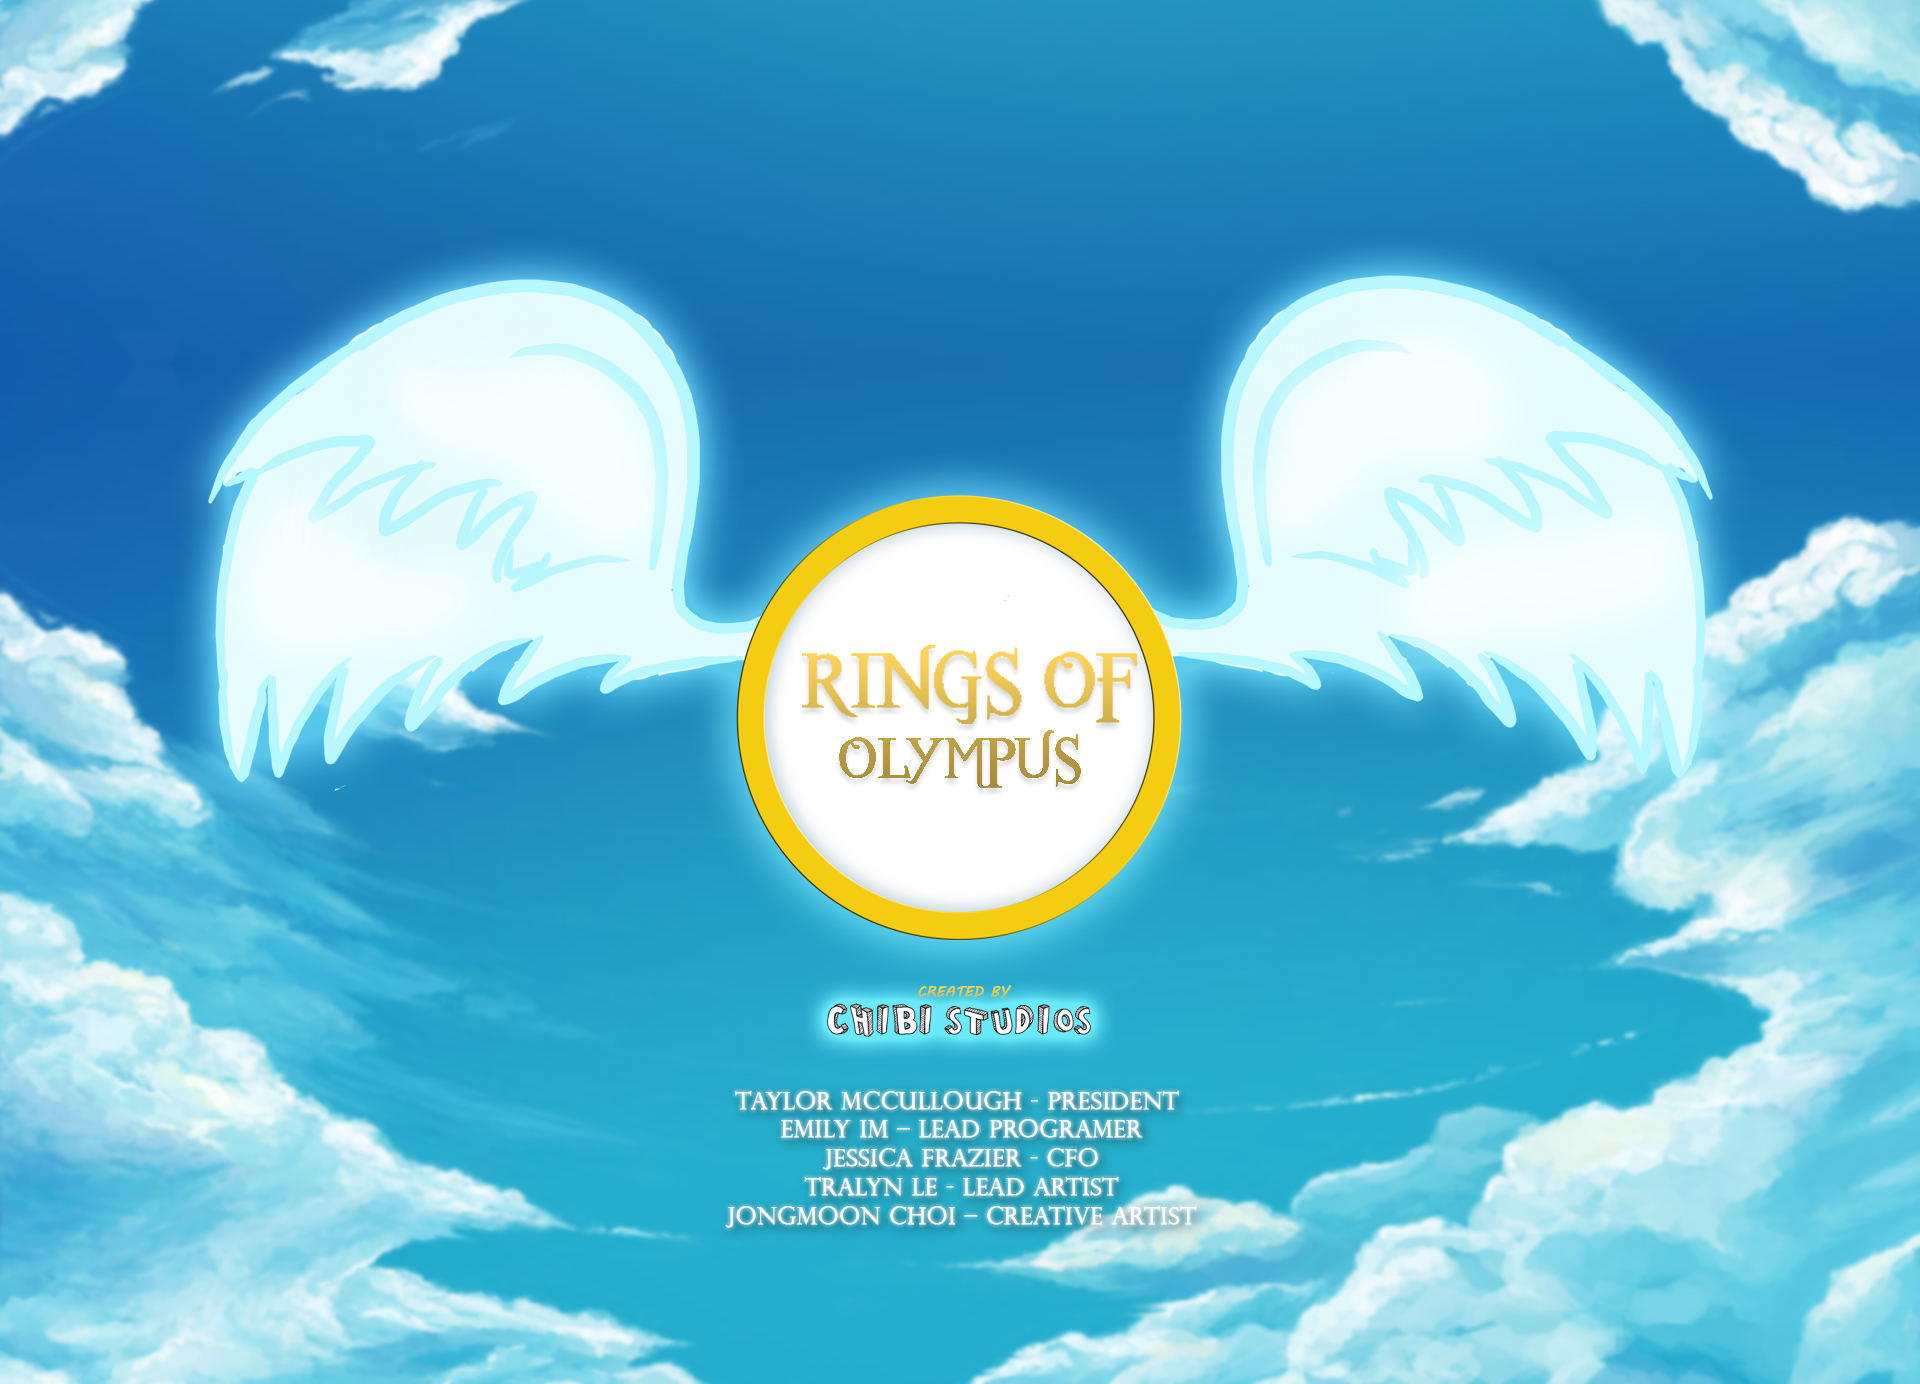 RINGS OF
OLYMPUS
CREATED BY
CHIBI STUDIOS
TAYLOR MCCULLOUGH - PRESIDENT
EMILY IM – LEAD PROGRAMER
JESSICA FRAZIER - CFO
TRALYN LE - LEAD ARTIST
JONGMOON CHOI – CREATIVE ARTIST